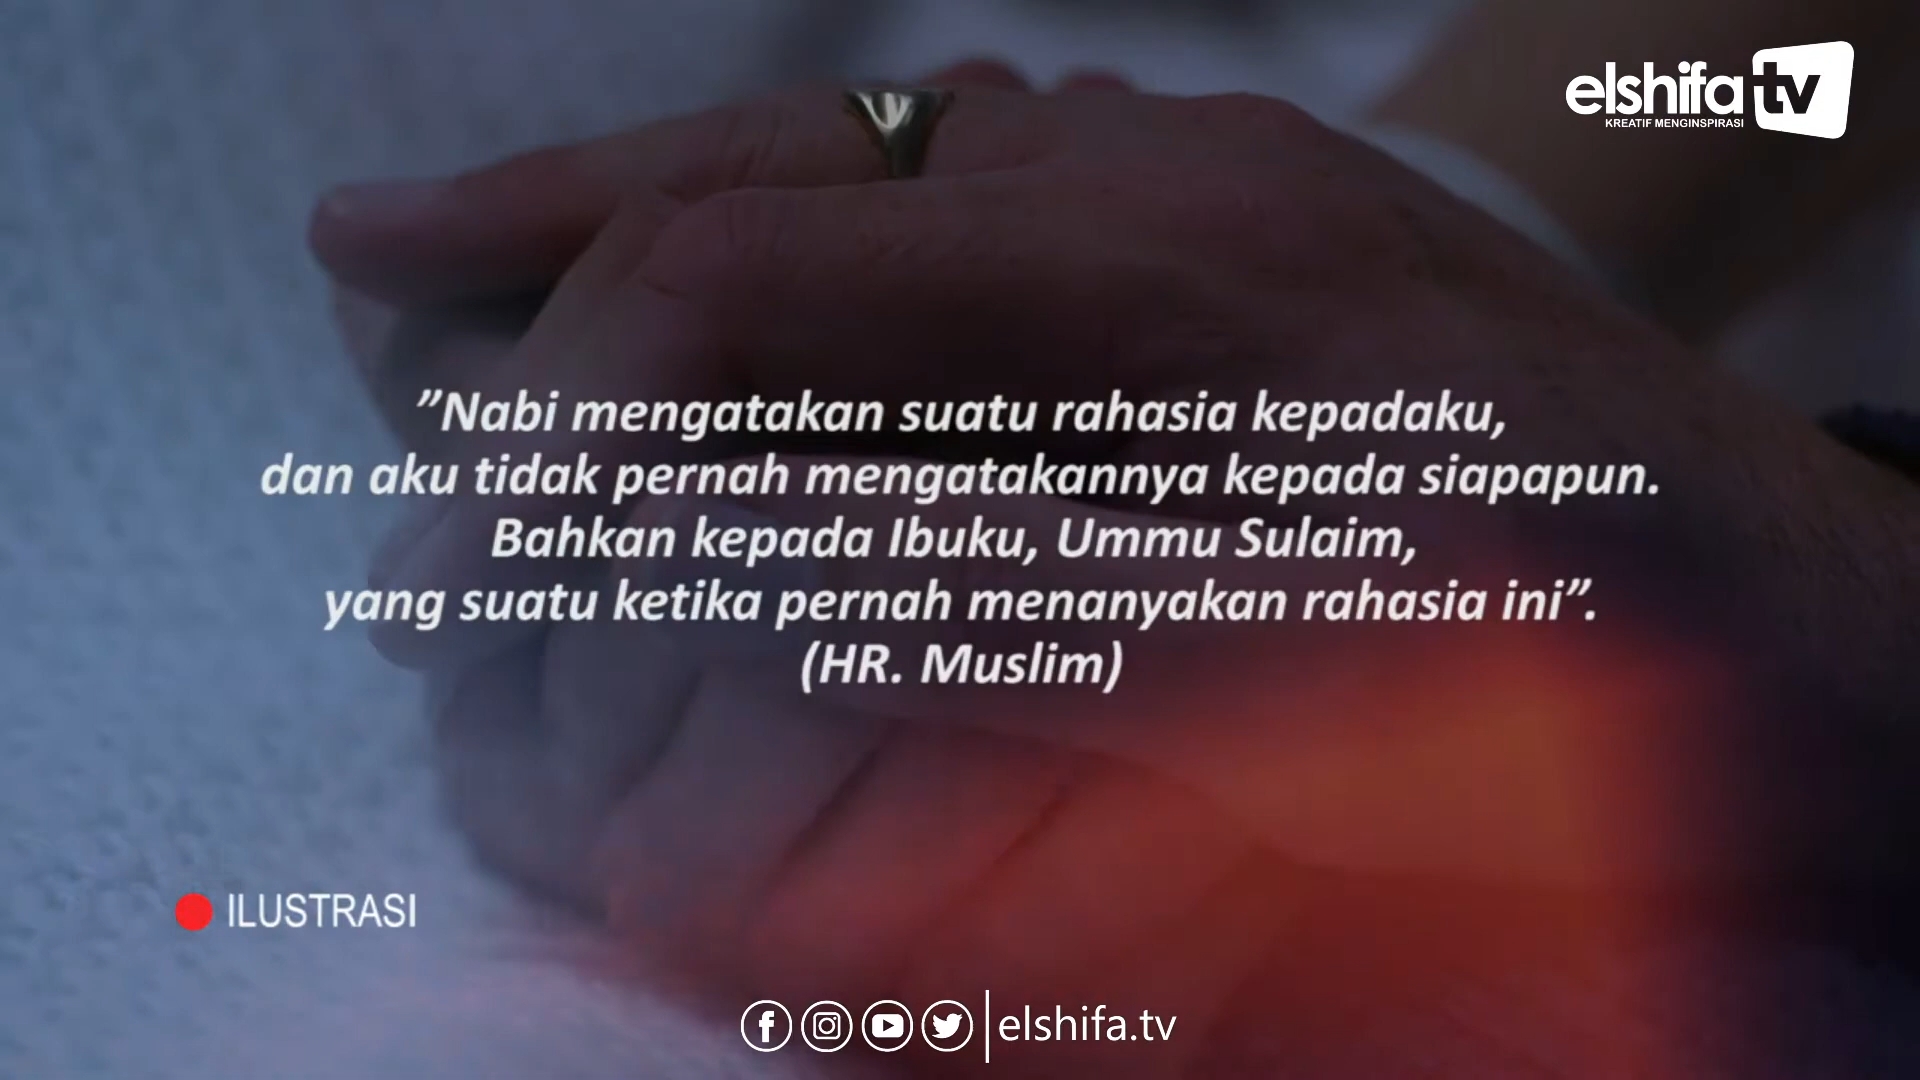 elshifa tv
KREATIF MENGINSPIRASI
”Nabi mengatakan suatu rahasia kepadaku,
dan aku tidak pernah mengatakannya kepada siapapun.
Bahkan kepada Ibuku, Ummu Sulaim,
yang suatu ketika pernah menanyakan rahasia ini”.
(HR. Muslim)
ILUSTRASI
elshifa.tv